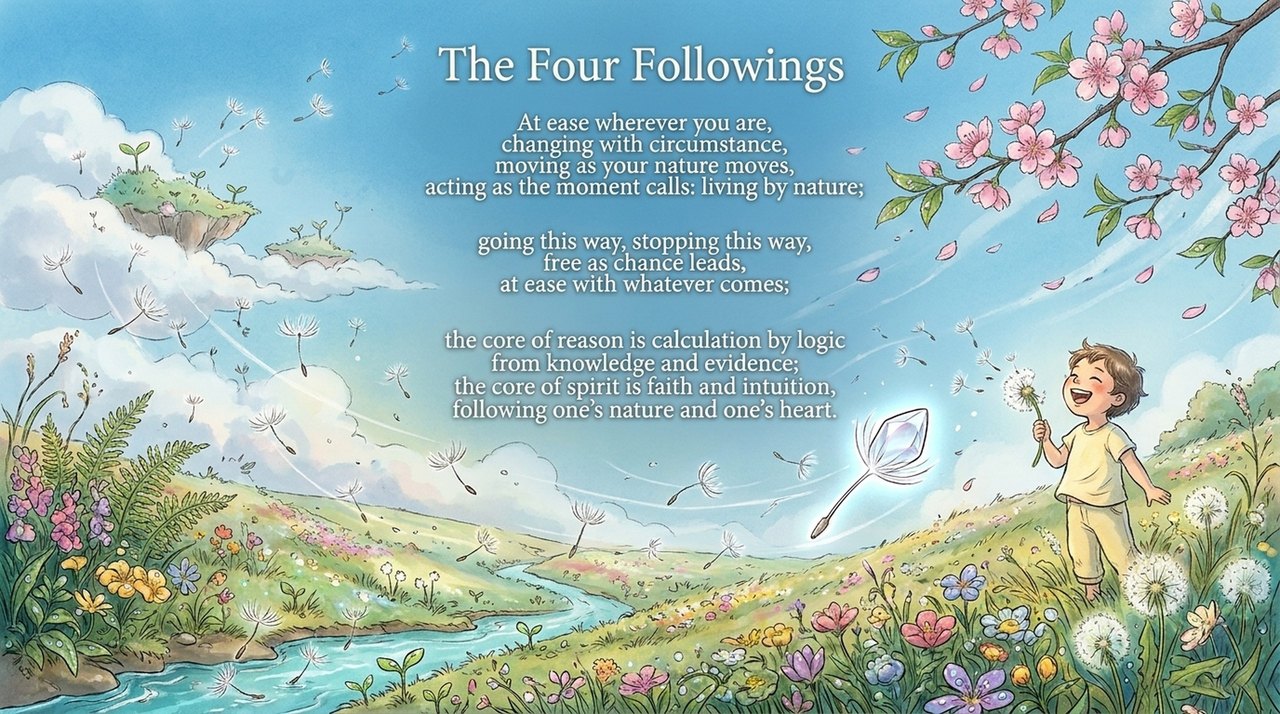 The Four Followings
At ease wherever you are,
changing with circumstance,
moving as your nature moves,
acting as the moment calls: living by nature;
going this way, stopping this way,
free as chance leads,
at ease with whatever comes;
the core of reason is calculation by logic
from knowledge and evidence;
the core of spirit is faith and intuition,
following one’s nature and one’s heart.